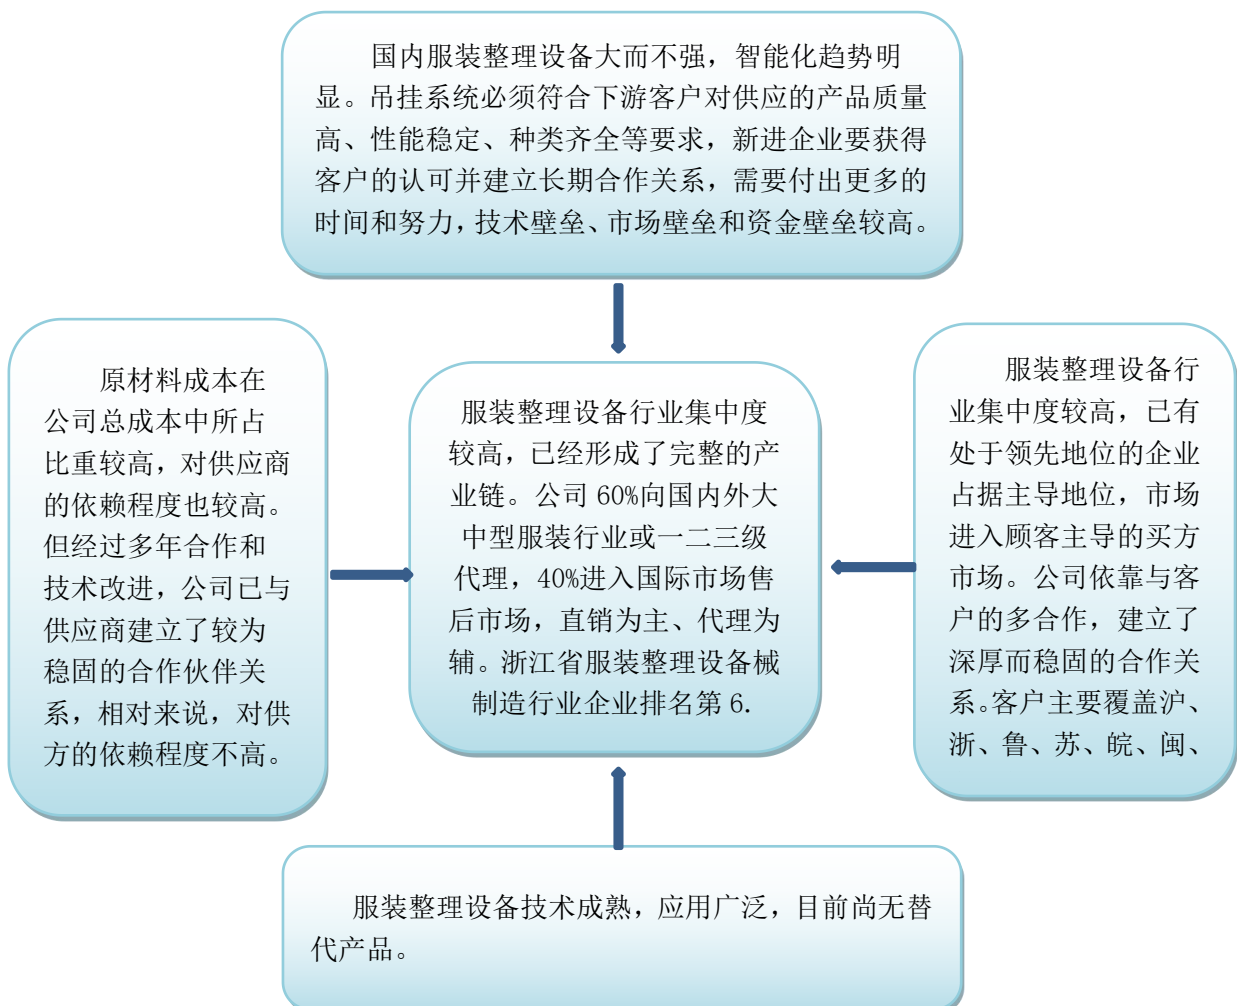 国内服装整理设备大而不强，智能化趋势明
显。吊挂系统必须符合下游客户对供应的产品质量
高、性能稳定、种类齐全等要求，新进企业要获得
客户的认可并建立长期合作关系，需要付出更多的
时间和努力，技术壁垒、市场壁垒和资金壁垒较高。
原材料成本在
公司总成本中所占
比重较高，对供应商
的依赖程度也较高。
但经过多年合作和
技术改进，公司已与
供应商建立了较为
稳固的合作伙伴关
系，相对来说，对供
方的依赖程度不高。
服装整理设备行业集中度
较高，已经形成了完整的产
业链。公司 60%向国内外大
中型服装行业或一二三级
代理，40%进入国际市场售
后市场，直销为主、代理为
辅。浙江省服装整理设备械
制造行业企业排名第 6.
服装整理设备行
业集中度较高，已有
处于领先地位的企业
占据主导地位，市场
进入顾客主导的买方
市场。公司依靠与客
户的多合作，建立了
深厚而稳固的合作关
系。客户主要覆盖沪、
浙、鲁、苏、皖、闽、
服装整理设备技术成熟，应用广泛，目前尚无替
代产品。